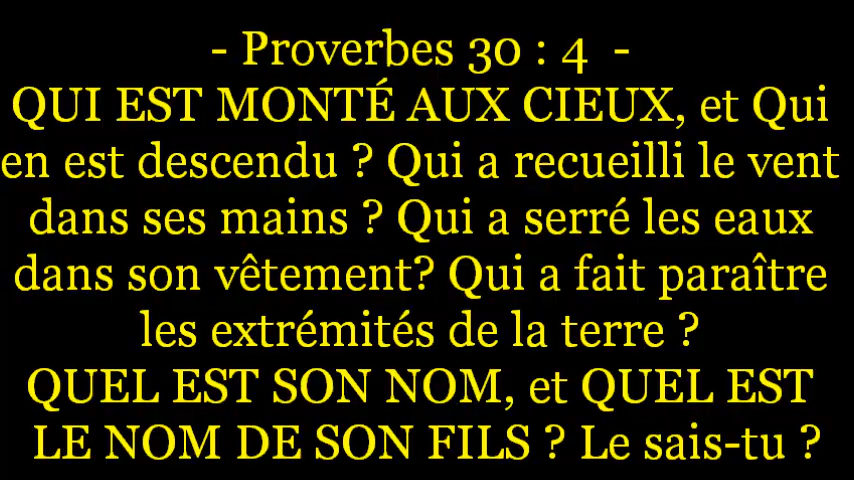 - Proverbes 30 : 4 -
QUI EST MONTÉ AUX CIEUX, et Qui
en est descendu ? Qui a recueilli le vent
dans ses mains ? Qui a serré les eaux
dans son vêtement? Qui a fait paraître
les extrémités de la terre ?
QUEL EST SON NOM, et QUEL EST
LE NOM DE SON FILS ? Le sais-tu ?